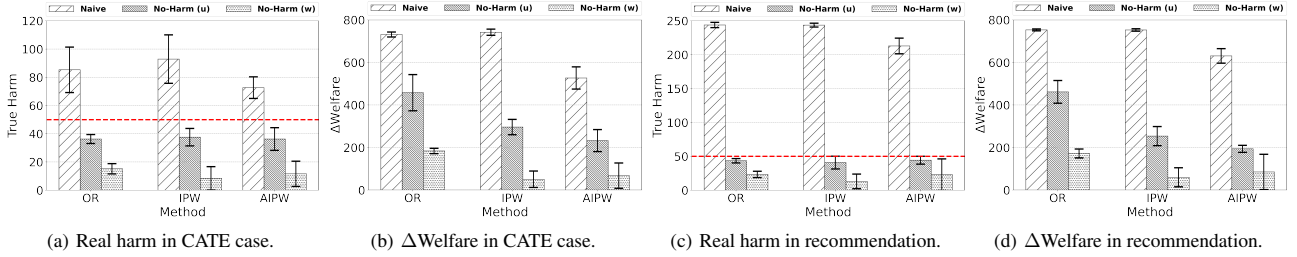 Naive No-Harm (u) No-Harm (w)
120
100
80
60
40
20
0
True Harm
OR IPW AIPW
Method
(a) Real harm in CATE case.
Naive No-Harm (u) No-Harm (w)
800
600
400
200
0
ΔWelfare
OR IPW AIPW
Method
(b) ΔWelfare in CATE case.
Naive No-Harm (u) No-Harm (w)
250
200
150
100
50
0
True Harm
OR IPW AIPW
Method
(c) Real harm in recommendation.
Naive No-Harm (u) No-Harm (w)
800
600
400
200
0
ΔWelfare
OR IPW AIPW
Method
(d) ΔWelfare in recommendation.